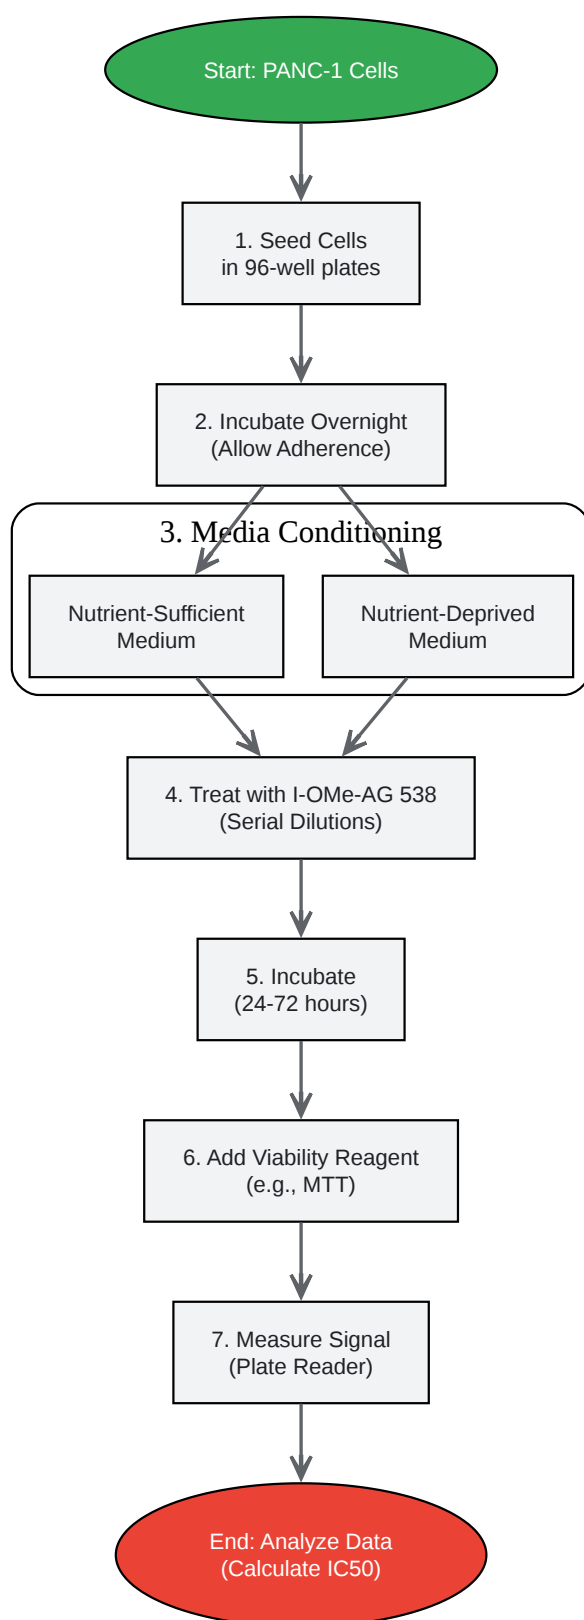 Start: PANC-1 Cells
1. Seed Cells
in 96-well plates
2. Incubate Overnight
(Allow Adherence)
3. Media Conditioning
Nutrient-Sufficient
Medium
Nutrient-Deprived
Medium
4. Treat with I-OMe-AG 538
(Serial Dilutions)
5. Incubate
(24-72 hours)
6. Add Viability Reagent
(e.g., MTT)
7. Measure Signal
(Plate Reader)
End: Analyze Data
(Calculate IC50)